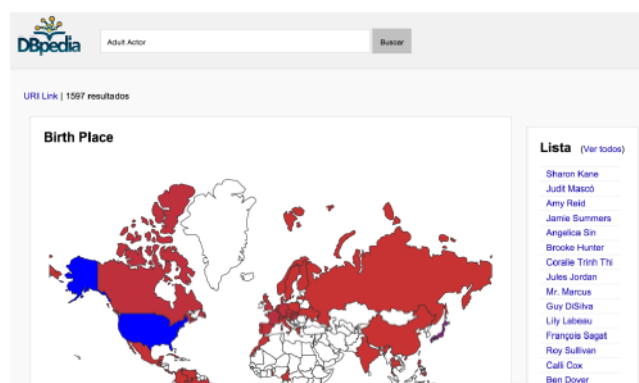 DBpedia
Adult Actor
Buscar
URI Link | 1597 resultados
Birth Place
Lista (Ver todos)
Sharon Kane
Judit Mascó
Amy Reid
Jamie Summers
Angelica Sin
Brooke Hunter
Coralie Trinh Thi
Jules Jordan
Mr. Marcus
Guy DiSilva
Lily Labeau
François Sagat
Roy Sullivan
Calli Cox
Ben Dover